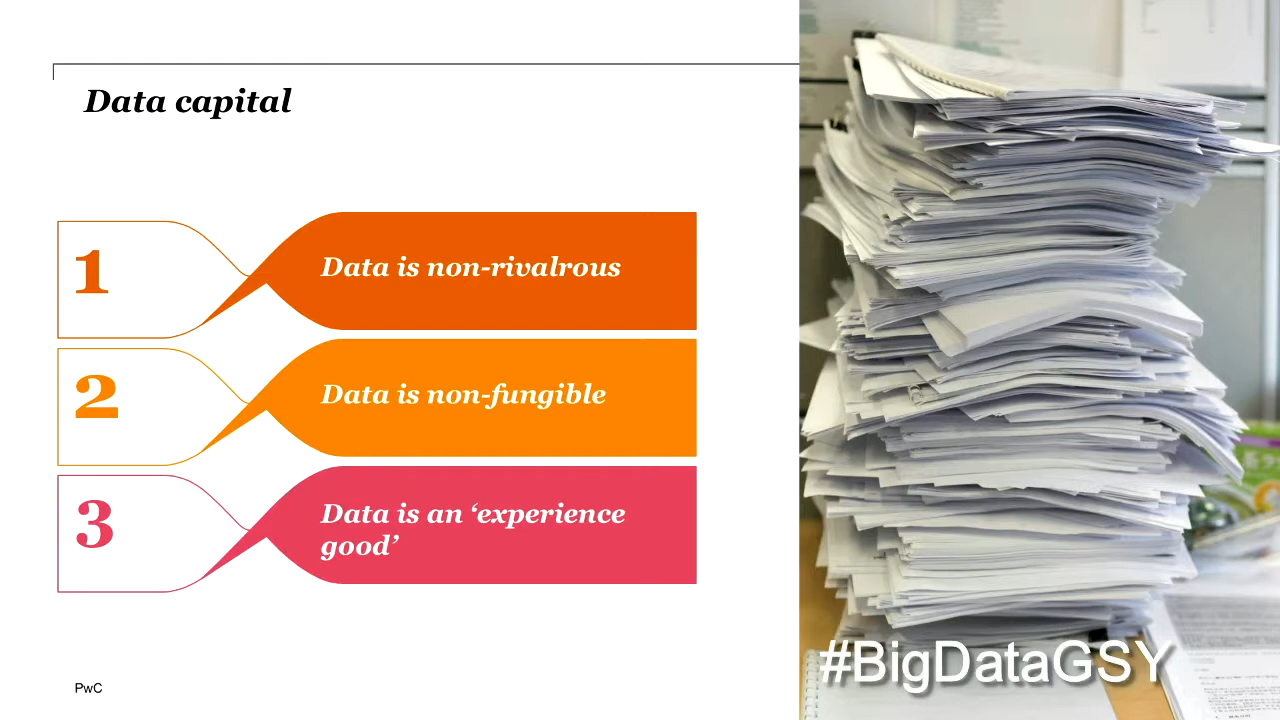 Data capital
1
Data is non-rivalrous
2
Data is non-fungible
3
Data is an ‘experience
good’
PwC
#BigDataGSY